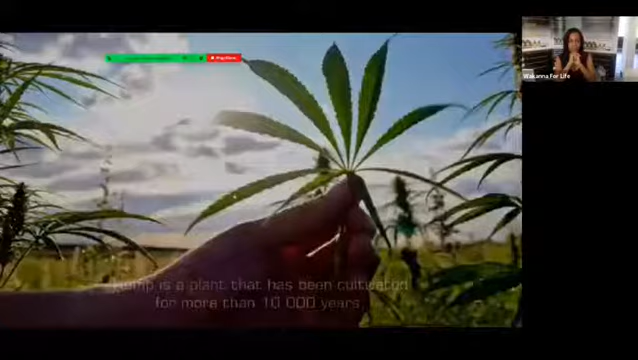 Wakanna For Life
Hemp is a plant that has been cultivated
for more than 10 000 years.